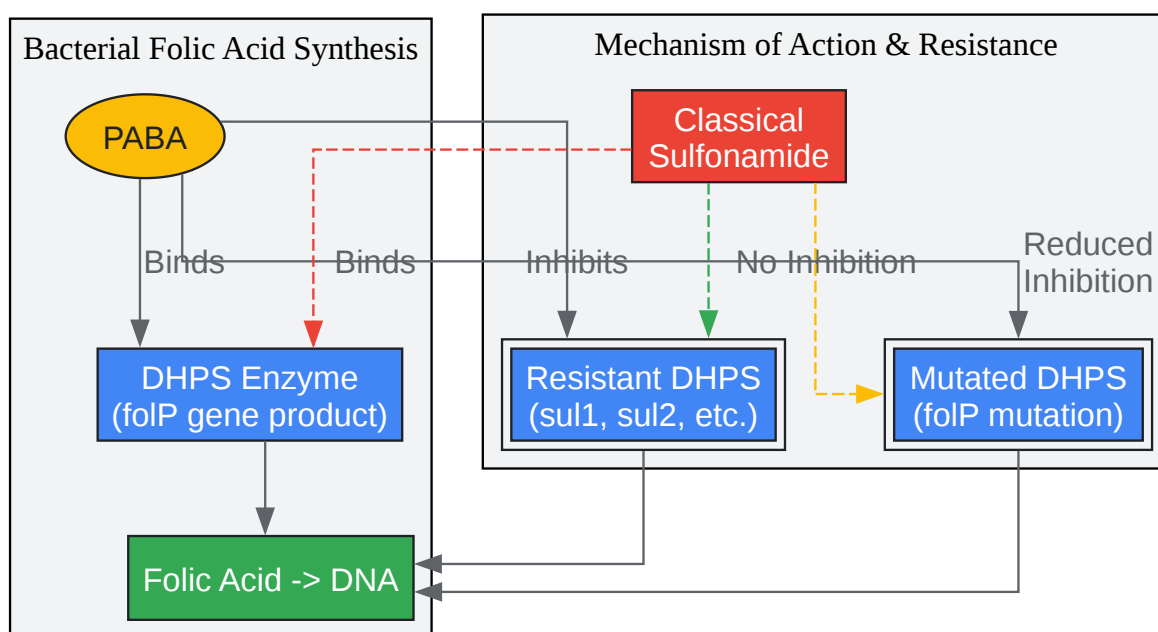 Bacterial Folic Acid Synthesis
Mechanism of Action & Resistance
PABA
Classical
Sulfonamide
Binds
Binds
Inhibits
No Inhibition
Reduced
Inhibition
DHPS Enzyme
(folP gene product)
Resistant DHPS
(sul1, sul2, etc.)
Mutated DHPS
(folP mutation)
Folic Acid -> DNA